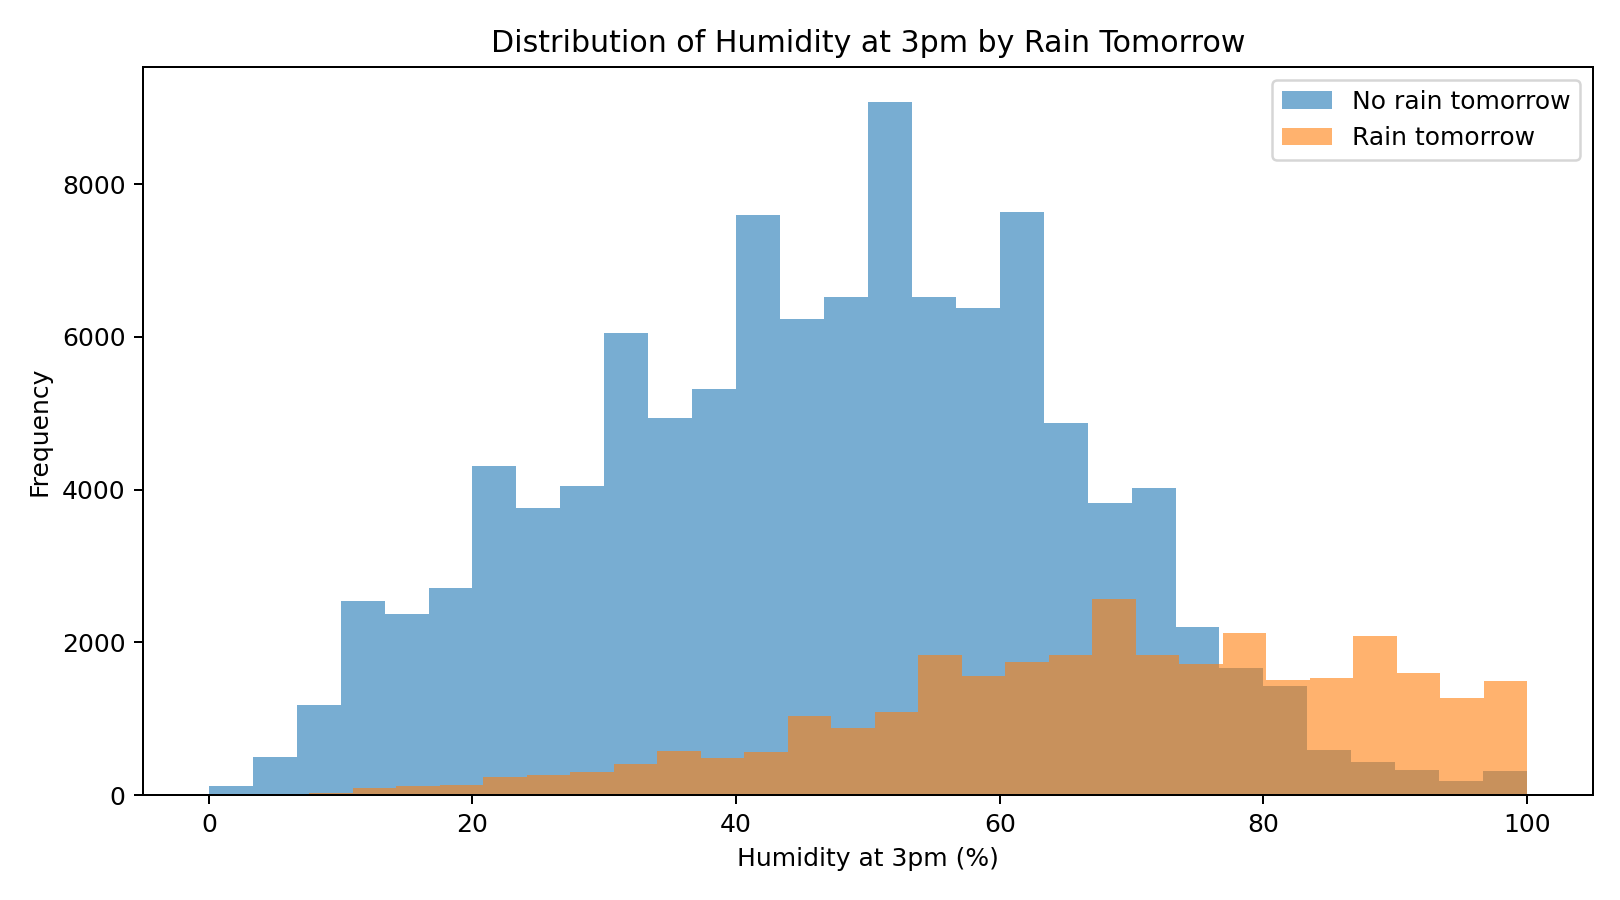 Distribution of Humidity at 3pm by Rain Tomorrow
No rain tomorrow
Rain tomorrow
Frequency
8000
6000
4000
2000
0
0 20 40 60 80 100
Humidity at 3pm (%)